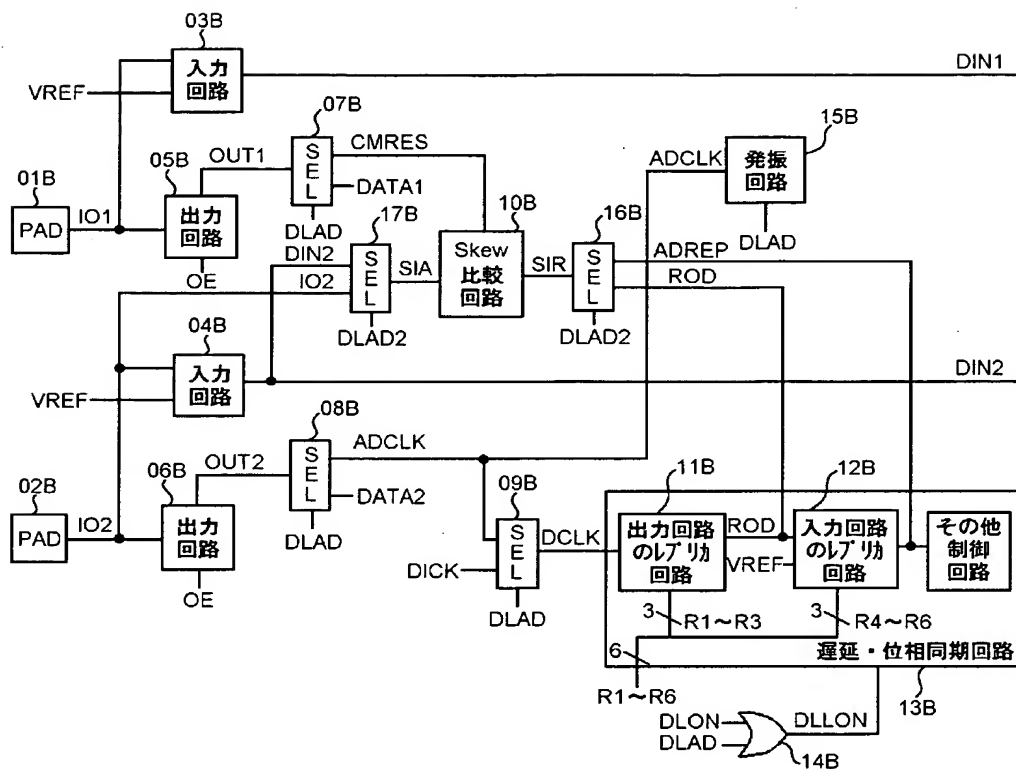 03B
入力
回路
VREF
DIN1
07B
SEL
CMRES
DATA1
DLAD
OUT1
05B
出力
回路
OE
01B
PAD
IO1
15B
発振
回路
ADCLK
DLAD
17B
SEL
DIN2
IO2
SIA
DLAD2
10B
Skew
比較
回路
SIR
16B
SEL
ADREP
ROD
DLAD2
04B
入力
回路
VREF
DIN2
08B
SEL
ADCLK
DATA2
DLAD
OUT2
06B
出力
回路
OE
02B
PAD
IO2
09B
SEL
DICK
DLAD
DCLK
11B
出力回路
のレプリカ
回路
ROD
VREF
12B
入力回路
のレプリカ
回路
その他
制御
回路
3
R1～R3
3
R4～R6
遅延・位相同期回路
6
R1～R6
13B
DLON
DLAD
DLLON
14B